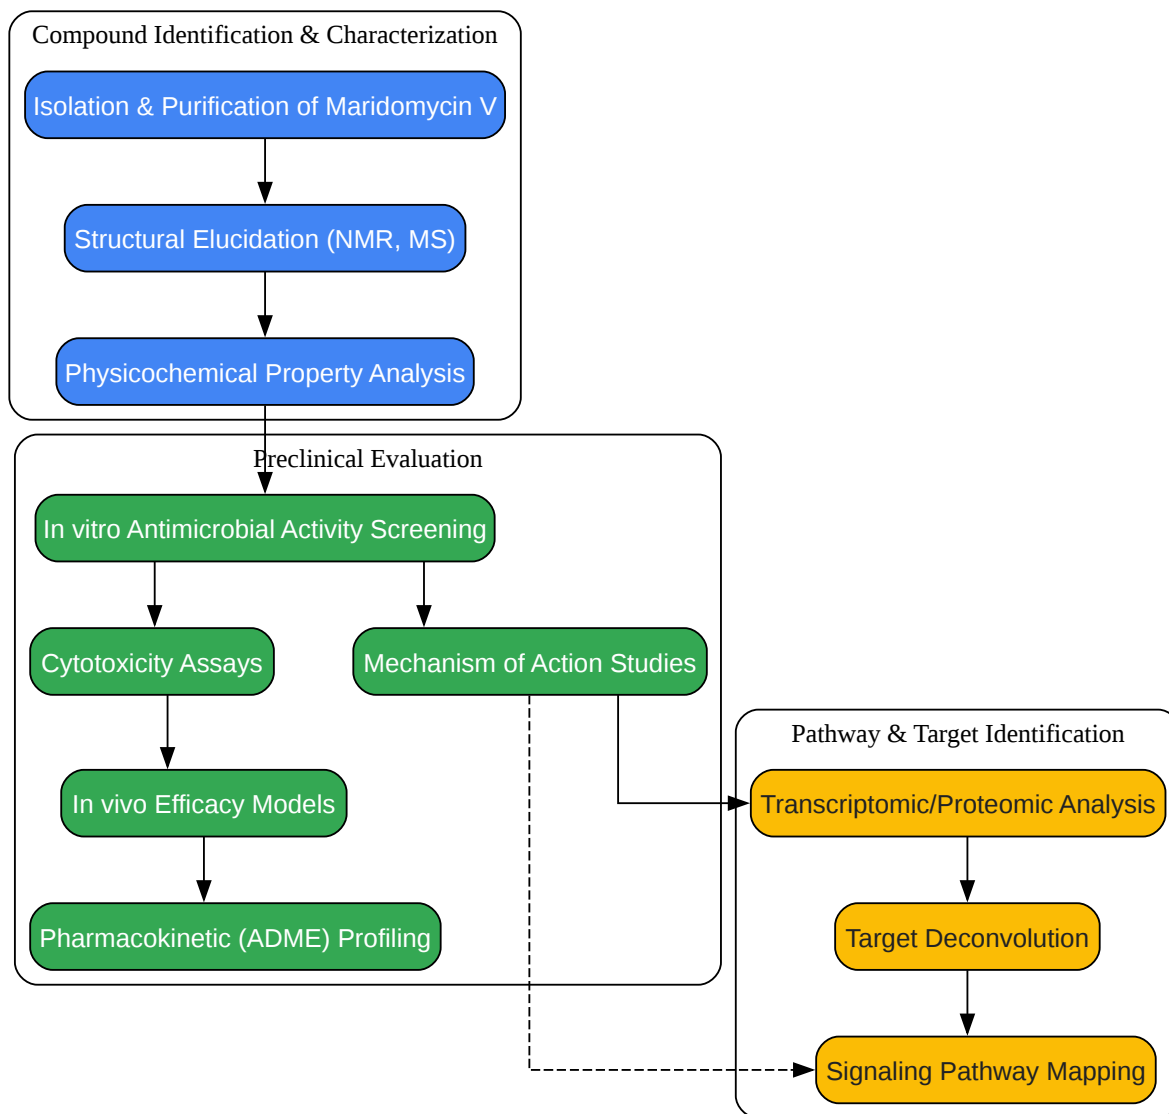 Compound Identification & Characterization
Isolation & Purification of Maridomycin V
Structural Elucidation (NMR, MS)
Physicochemical Property Analysis
Preclinical Evaluation
In vitro Antimicrobial Activity Screening
Cytotoxicity Assays
Mechanism of Action Studies
In vivo Efficacy Models
Pharmacokinetic (ADME) Profiling
Pathway & Target Identification
Transcriptomic/Proteomic Analysis
Target Deconvolution
Signaling Pathway Mapping